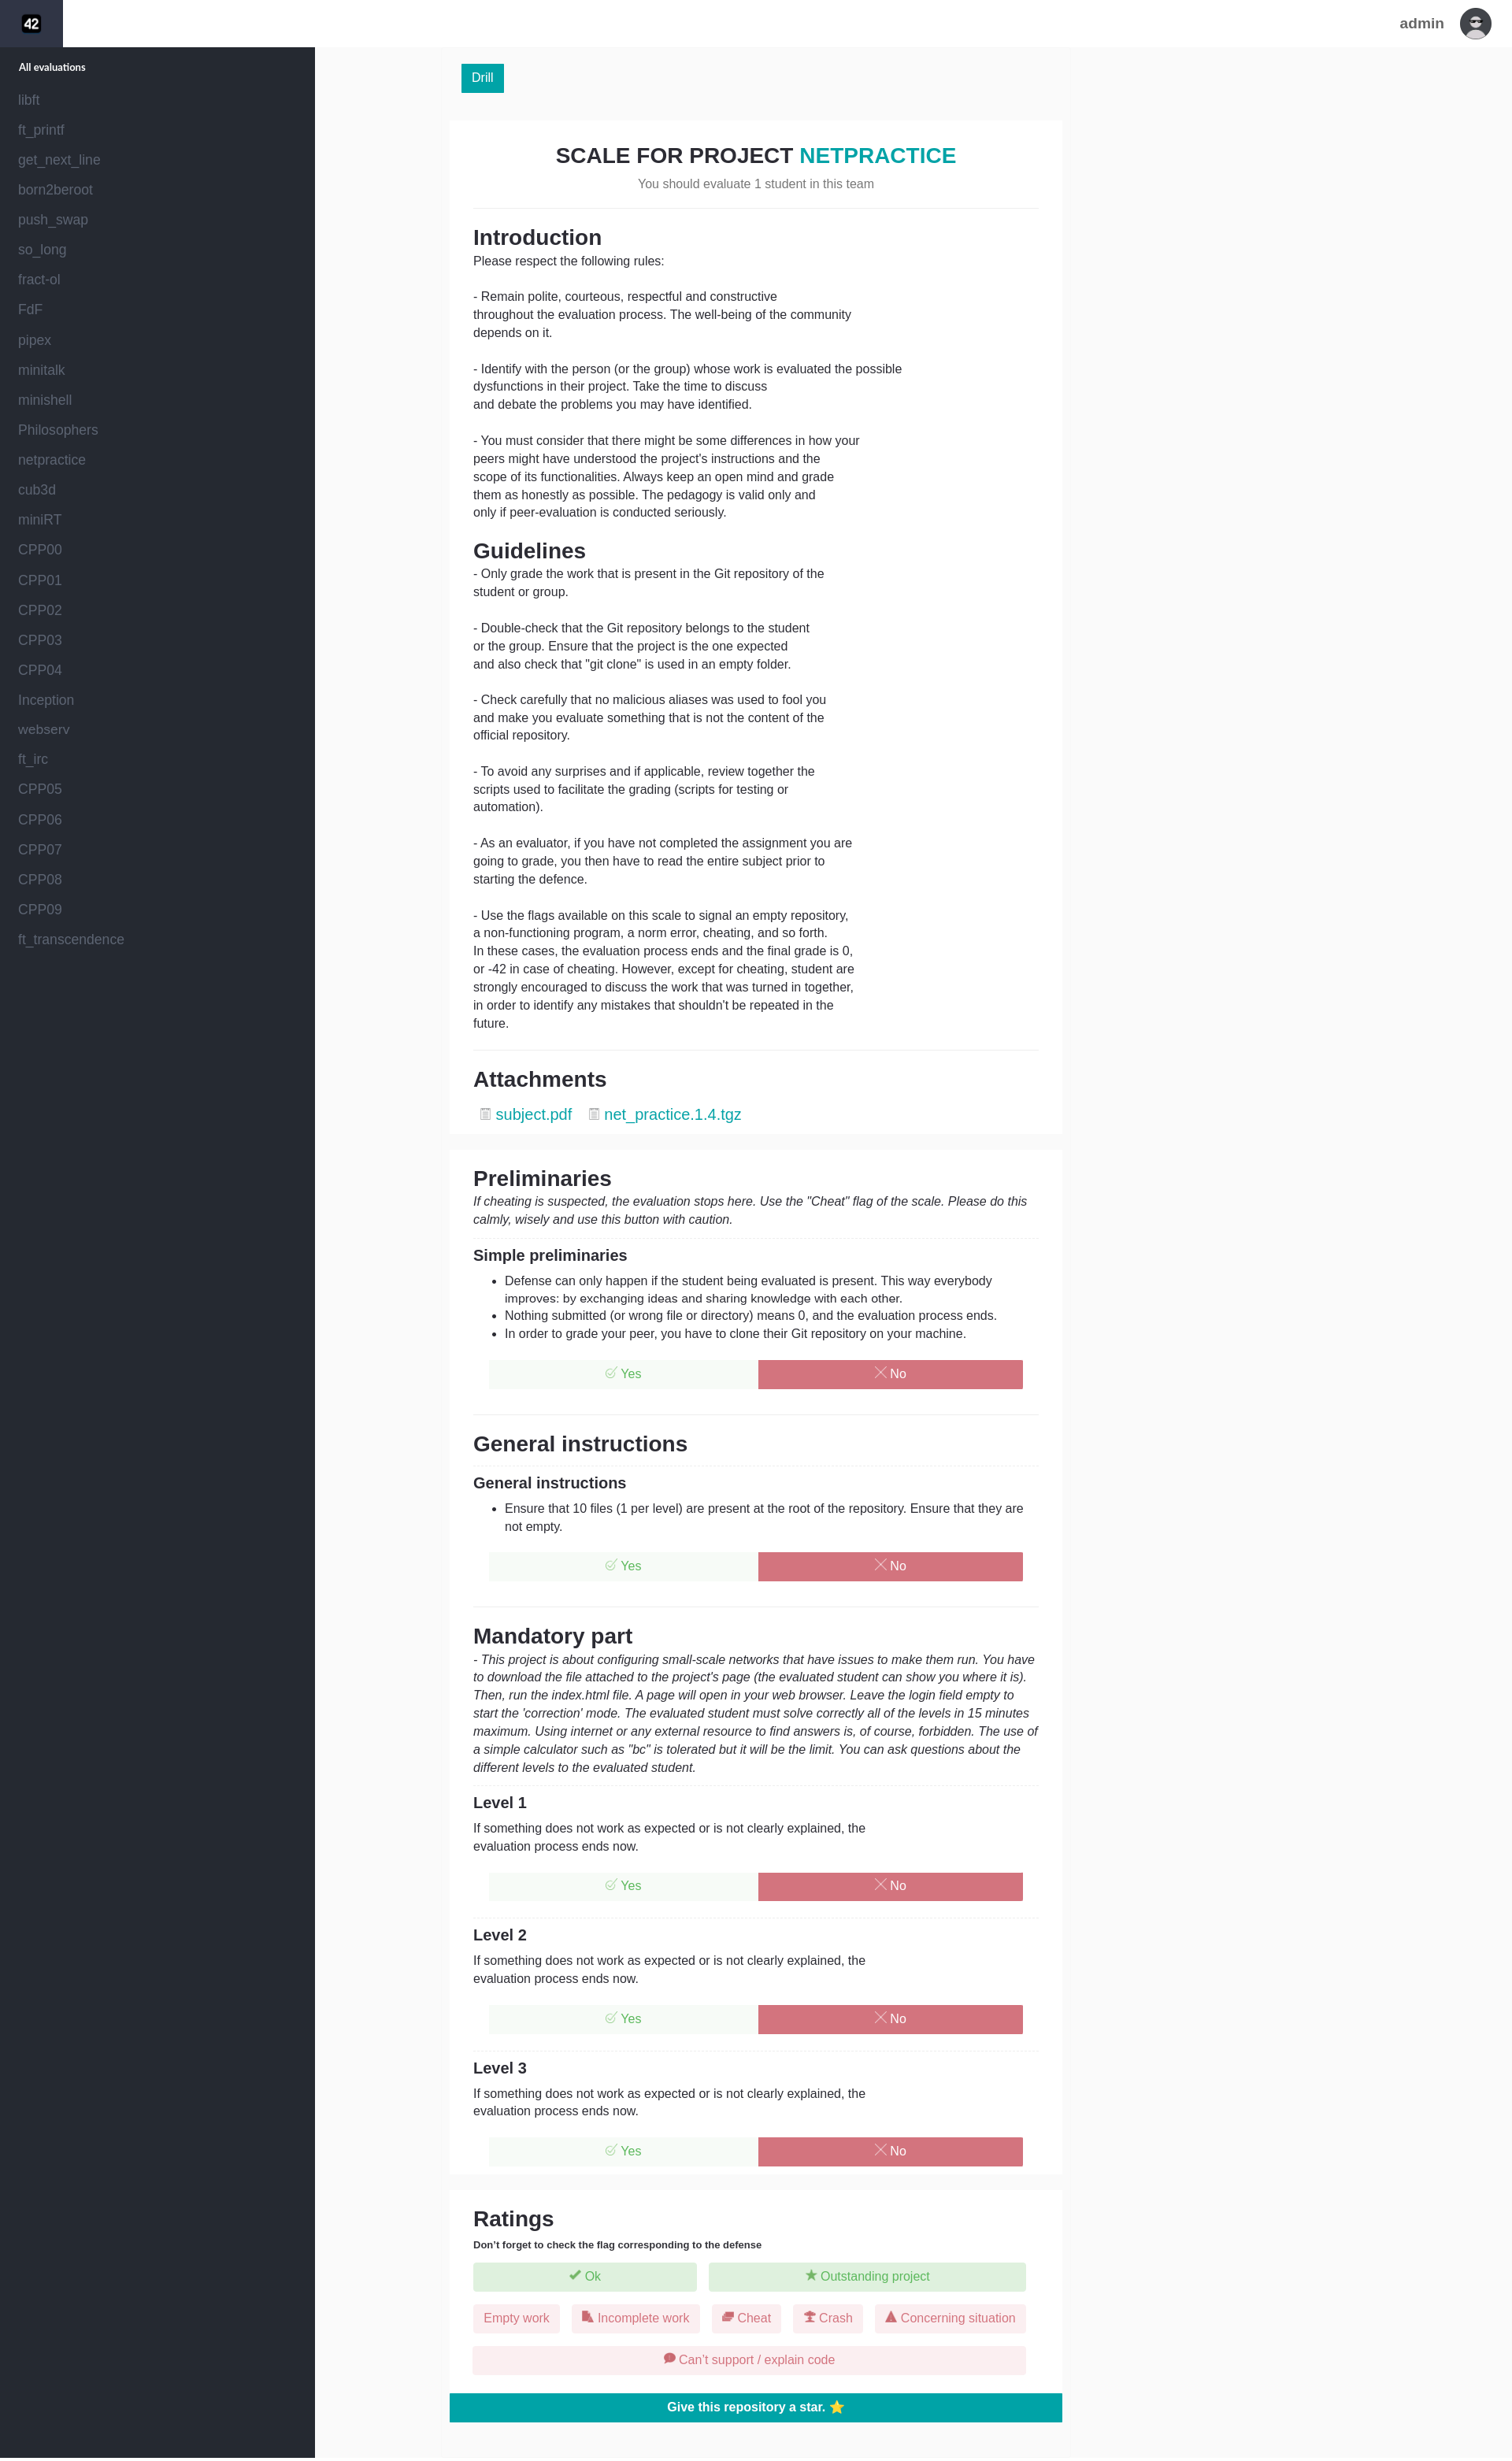 42
admin
All evaluations
libft
ft_printf
get_next_line
born2beroot
push_swap
so_long
fract-ol
FdF
pipex
minitalk
minishell
Philosophers
netpractice
cub3d
miniRT
CPP00
CPP01
CPP02
CPP03
CPP04
Inception
webserv
ft_irc
CPP05
CPP06
CPP07
CPP08
CPP09
ft_transcendence
Drill
SCALE FOR PROJECT NETPRACTICE
You should evaluate 1 student in this team
Introduction
Please respect the following rules:
- Remain polite, courteous, respectful and constructive
throughout the evaluation process. The well-being of the community
depends on it.
- Identify with the person (or the group) whose work is evaluated the possible
dysfunctions in their project. Take the time to discuss
and debate the problems you may have identified.
- You must consider that there might be some differences in how your
peers might have understood the project's instructions and the
scope of its functionalities. Always keep an open mind and grade
them as honestly as possible. The pedagogy is valid only and
only if peer-evaluation is conducted seriously.
Guidelines
- Only grade the work that is present in the Git repository of the
student or group.
- Double-check that the Git repository belongs to the student
or the group. Ensure that the project is the one expected
and also check that "git clone" is used in an empty folder.
- Check carefully that no malicious aliases was used to fool you
and make you evaluate something that is not the content of the
official repository.
- To avoid any surprises and if applicable, review together the
scripts used to facilitate the grading (scripts for testing or
automation).
- As an evaluator, if you have not completed the assignment you are
going to grade, you then have to read the entire subject prior to
starting the defence.
- Use the flags available on this scale to signal an empty repository,
a non-functioning program, a norm error, cheating, and so forth.
In these cases, the evaluation process ends and the final grade is 0,
or -42 in case of cheating. However, except for cheating, student are
strongly encouraged to discuss the work that was turned in together,
in order to identify any mistakes that shouldn't be repeated in the
future.
Attachments
subject.pdf net_practice.1.4.tgz
Preliminaries
If cheating is suspected, the evaluation stops here. Use the "Cheat" flag of the scale. Please do this
calmly, wisely and use this button with caution.
Simple preliminaries
• Defense can only happen if the student being evaluated is present. This way everybody
improves: by exchanging ideas and sharing knowledge with each other.
• Nothing submitted (or wrong file or directory) means 0, and the evaluation process ends.
• In order to grade your peer, you have to clone their Git repository on your machine.
Yes No
General instructions
General instructions
• Ensure that 10 files (1 per level) are present at the root of the repository. Ensure that they are
not empty.
Yes No
Mandatory part
- This project is about configuring small-scale networks that have issues to make them run. You have
to download the file attached to the project's page (the evaluated student can show you where it is).
Then, run the index.html file. A page will open in your web browser. Leave the login field empty to
start the 'correction' mode. The evaluated student must solve correctly all of the levels in 15 minutes
maximum. Using internet or any external resource to find answers is, of course, forbidden. The use of
a simple calculator such as "bc" is tolerated but it will be the limit. You can ask questions about the
different levels to the evaluated student.
Level 1
If something does not work as expected or is not clearly explained, the
evaluation process ends now.
Yes No
Level 2
If something does not work as expected or is not clearly explained, the
evaluation process ends now.
Yes No
Level 3
If something does not work as expected or is not clearly explained, the
evaluation process ends now.
Yes No
Ratings
Don't forget to check the flag corresponding to the defense
Ok Outstanding project
Empty work Incomplete work Cheat Crash Concerning situation
Can't support / explain code
Give this repository a star. ⭐